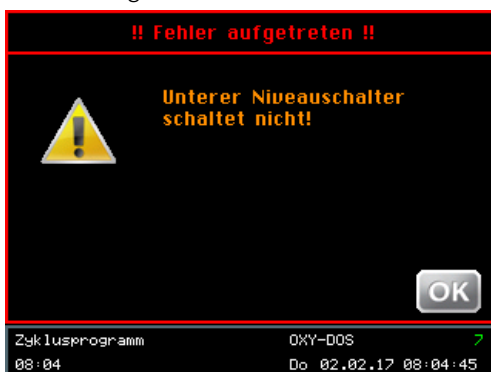 !! Fehler aufgetreten !!
Unterer Niveauschalter
schaltet nicht!
OK
Zyklusprogramm OXY-DOS 7
08:04 Do 02.02.17 08:04:45